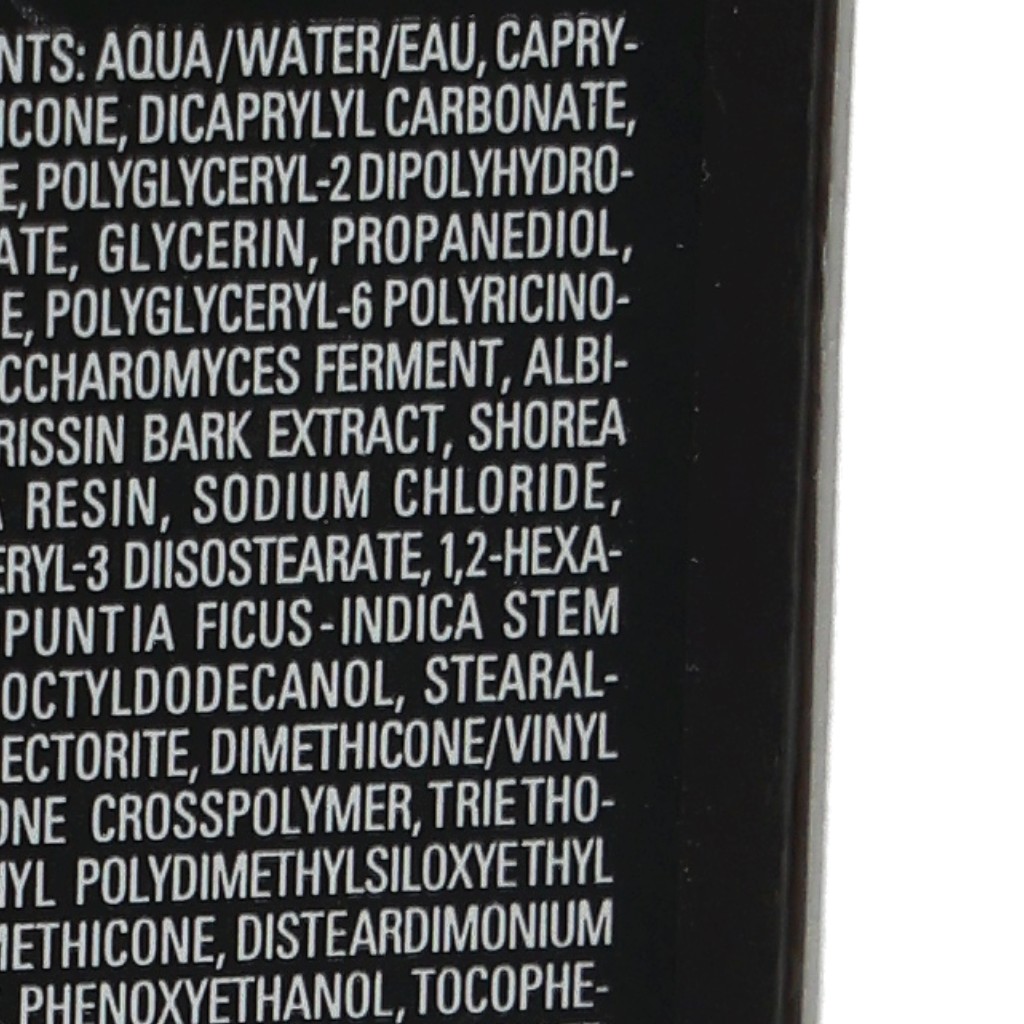 NTS: AQUA/WATER/EAU, CAPRY-
ICONE, DICAPRYLYL CARBONATE,
E, POLYGLYCERYL-2 DIPOLYHYDRO-
ATE, GLYCERIN, PROPANEDIOL,
E, POLYGLYCERYL-6 POLYRICINO-
CCHAROMYCES FERMENT, ALBI-
RISSIN BARK EXTRACT, SHOREA
RESIN, SODIUM CHLORIDE,
ERYL-3 DIISOSTEARATE, 1,2-HEXA-
PUNTIA FICUS-INDICA STEM
OCTYLDODECANOL, STEARAL-
ECTORITE, DIMETHICONE/VINYL
ONE CROSSPOLYMER, TRIETHO-
NYL POLYDIMETHYLSILOXYETHYL
METHICONE, DISTEARDIMONIUM
PHENOXYETHANOL, TOCOPHE-